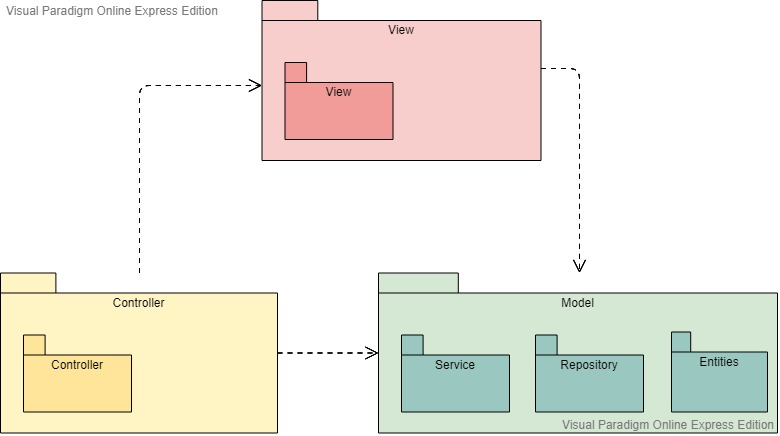 Visual Paradigm Online Express Edition
View
View
Controller
Controller
Model
Service
Repository
Entities
Visual Paradigm Online Express Edition